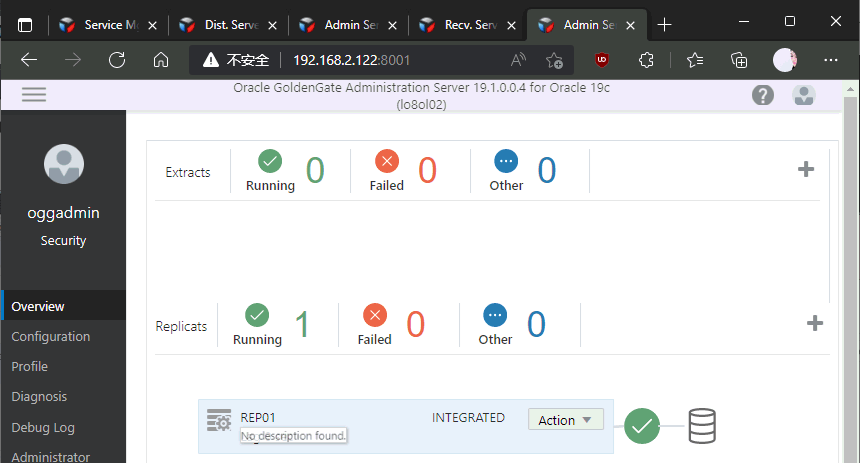 Service M
Dist. Serve
Admin Se
Recv. Serv
Admin Se
不安全
192.168.2.122:8001
Oracle GoldenGate Administration Server 19.1.0.0.4 for Oracle 19c
(lo8ol02)
oggadmin
Security
Overview
Configuration
Profile
Diagnosis
Debug Log
Administrator
Extracts
Running
0
Failed
0
Other
0
Replicats
Running
1
Failed
0
Other
0
REP01
INTEGRATED
Action
No description found.